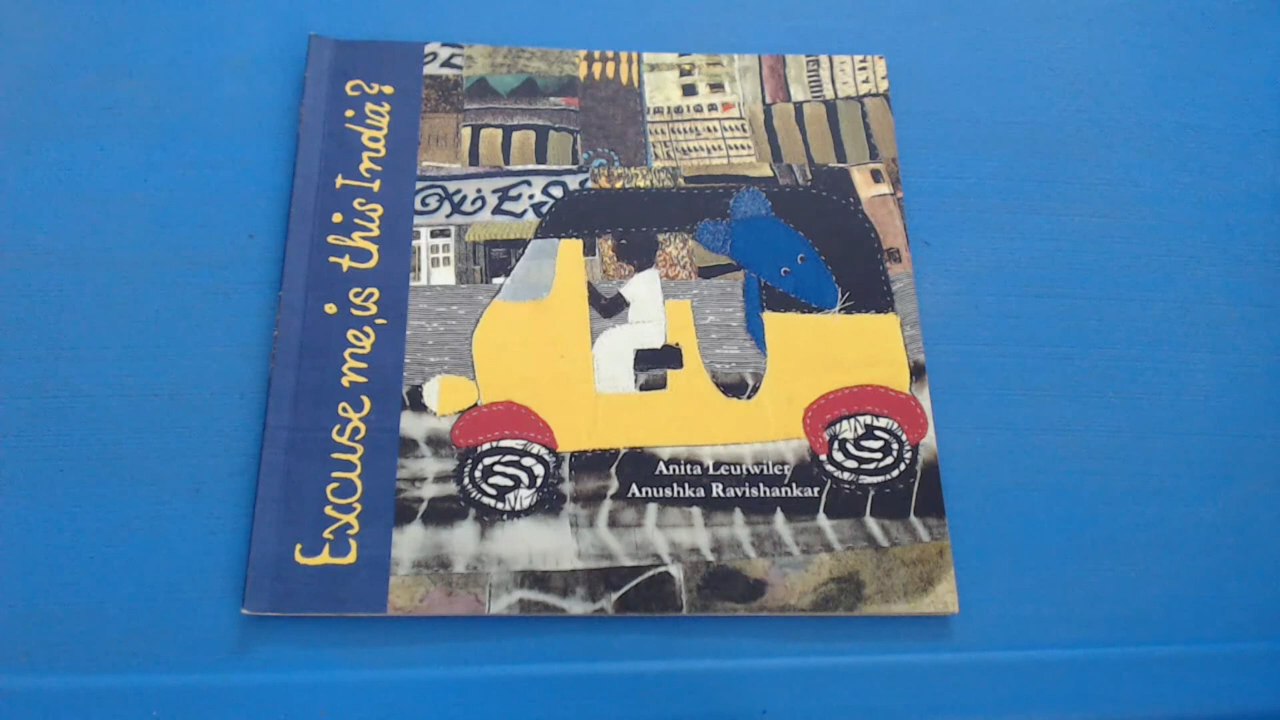 Excuse me, is this India?
Anita Leutwiler
Anushka Ravishankar